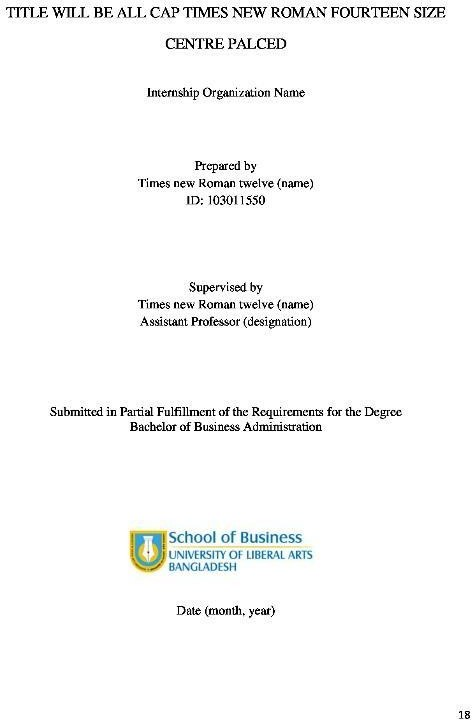 TITLE WILL BE ALL CAP TIMES NEW ROMAN FOURTEEN SIZE
CENTRE PALCED
Internship Organization Name
Prepared by
Times new Roman twelve (name)
ID: 103011550
Supervised by
Times new Roman twelve (name)
Assistant Professor (designation)
Submitted in Partial Fulfillment of the Requirements for the Degree
Bachelor of Business Administration
School of Business
UNIVERSITY OF LIBERAL ARTS
BANGLADESH
Date (month, year)
18